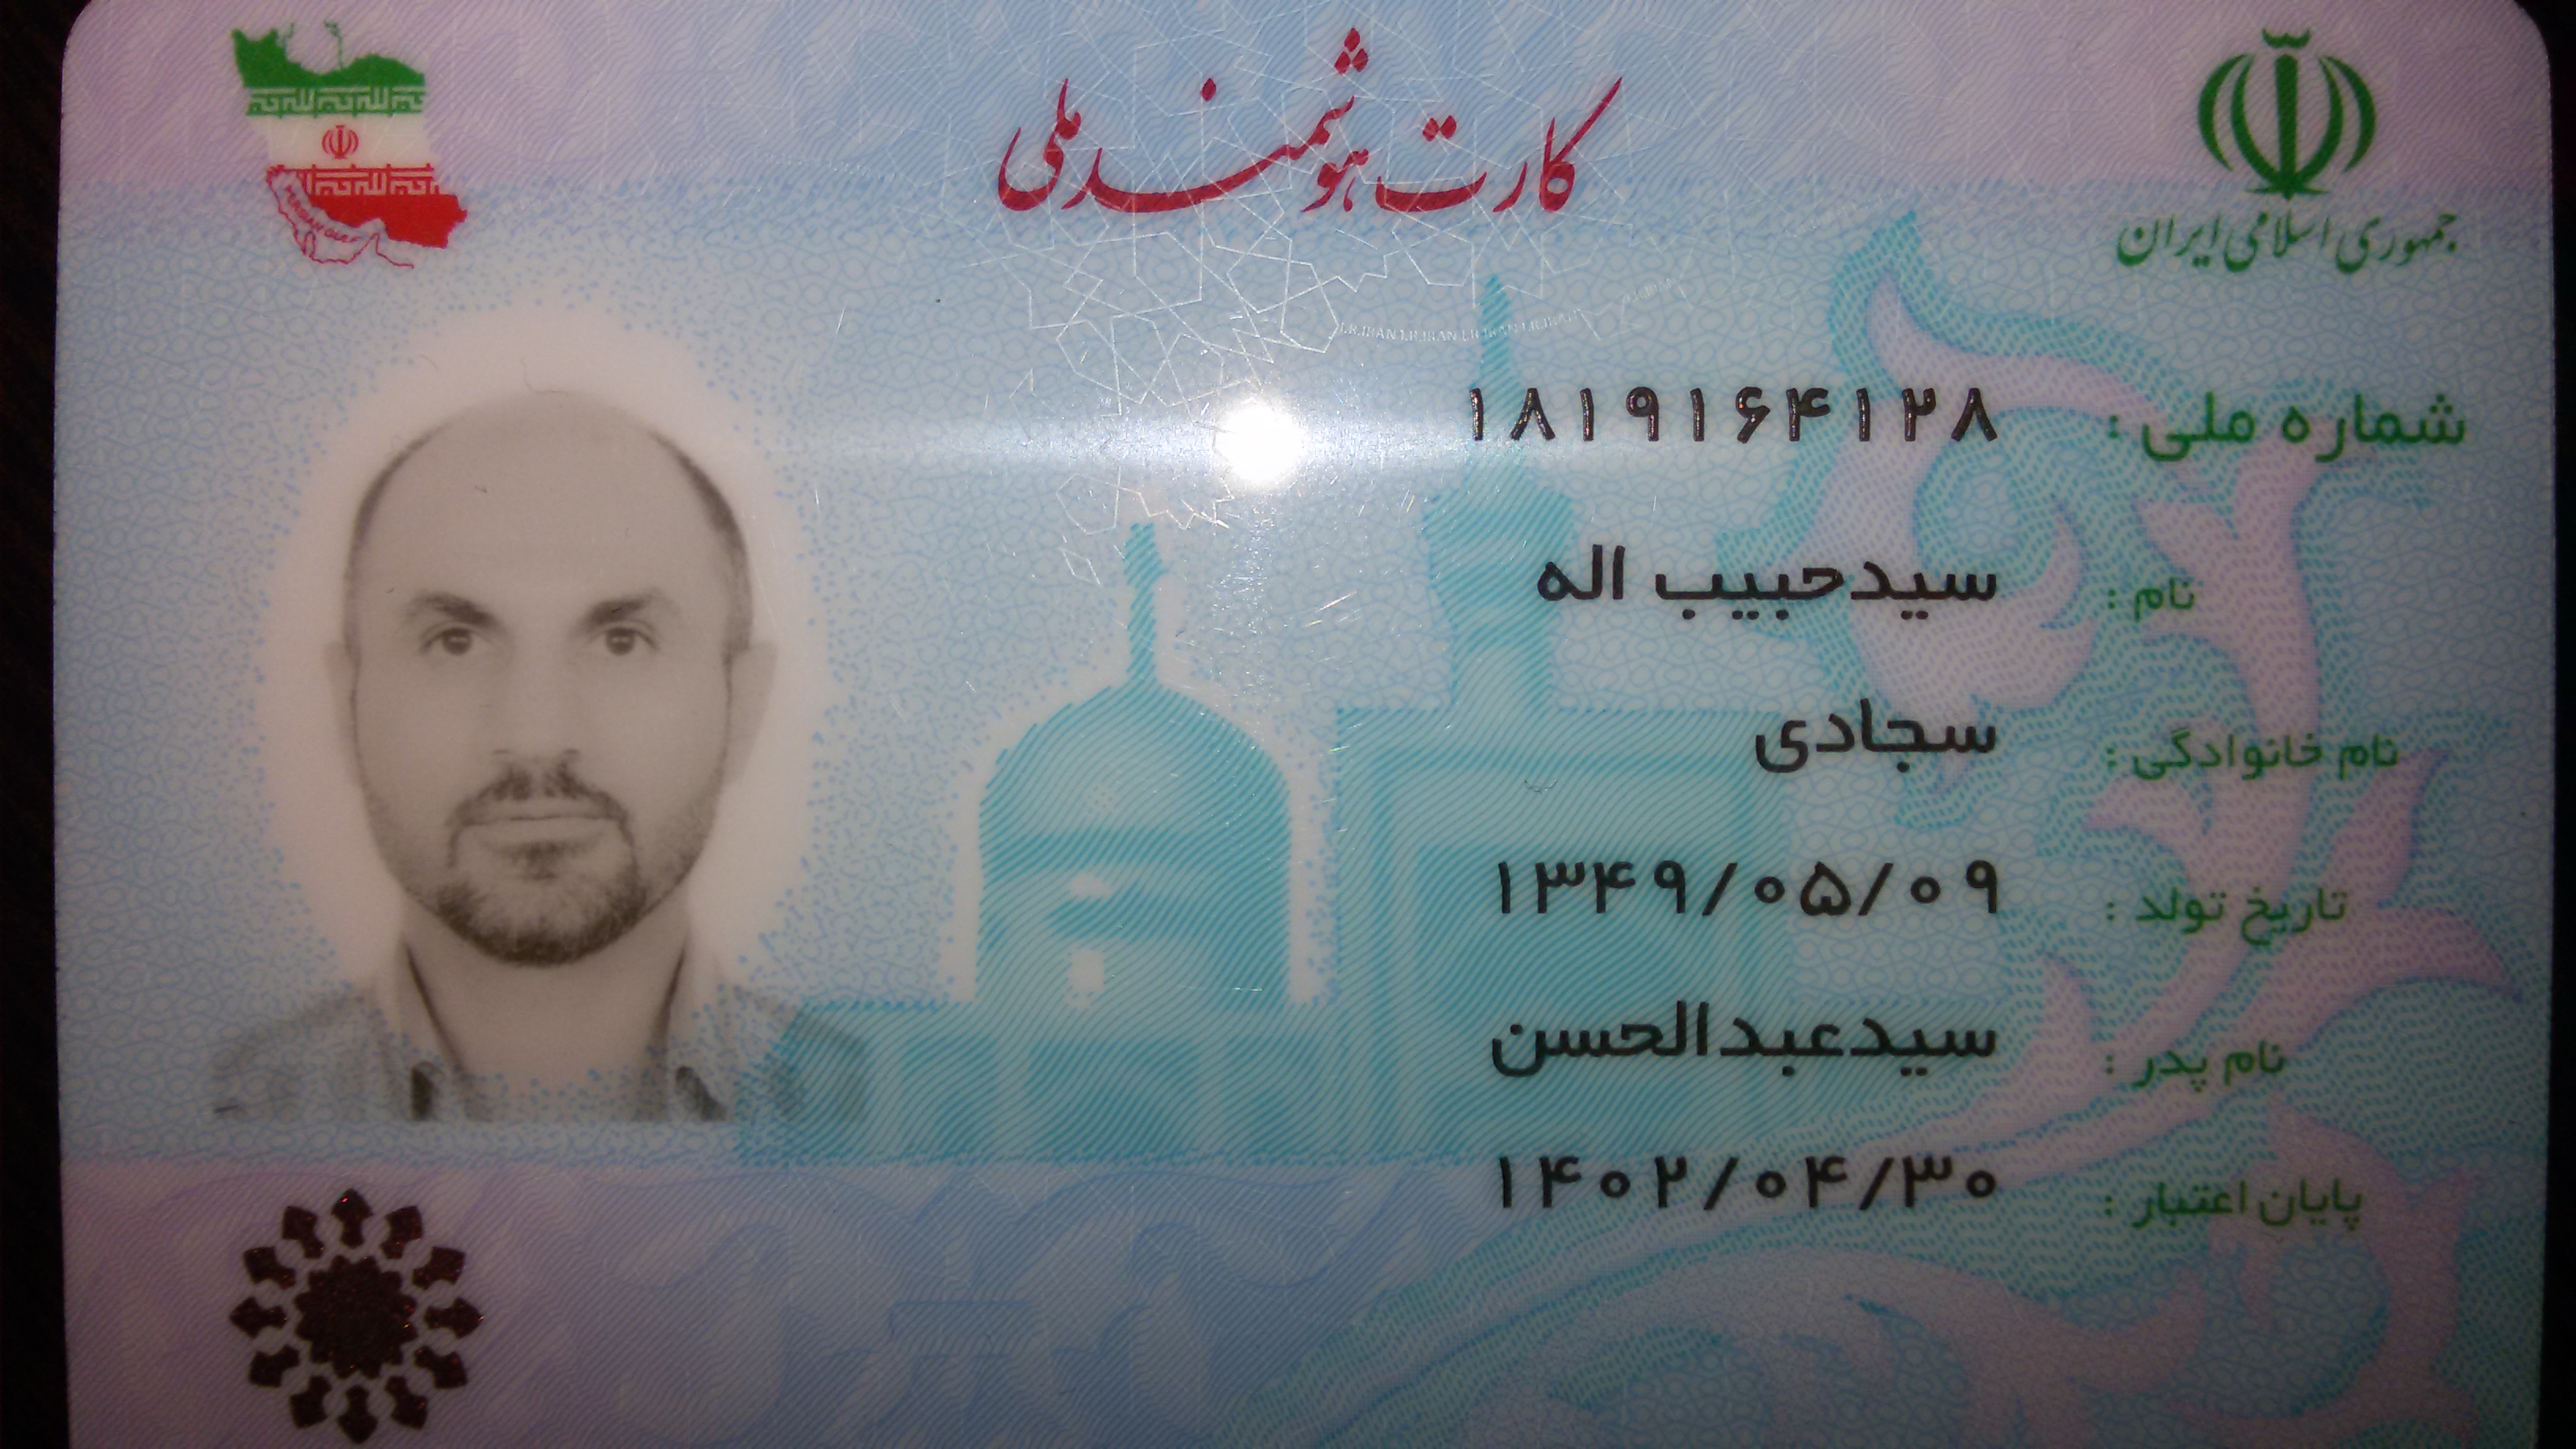 کارت هوشمند ملی
جمهوری اسلامی ایران
PERSIAN GULF
I.R.IRAN I.R.IRAN I.R.IRAN I.R.IRAN
شماره ملی : ۱۸۱۹۱۶۴۱۲۸
نام : سیدحبیب اله
نام خانوادگی : سجادی
تاریخ تولد : ۱۳۴۹/۰۵/۰۹
نام پدر : سیدعبدالحسن
پایان اعتبار : ۱۴۰۲/۰۴/۳۰